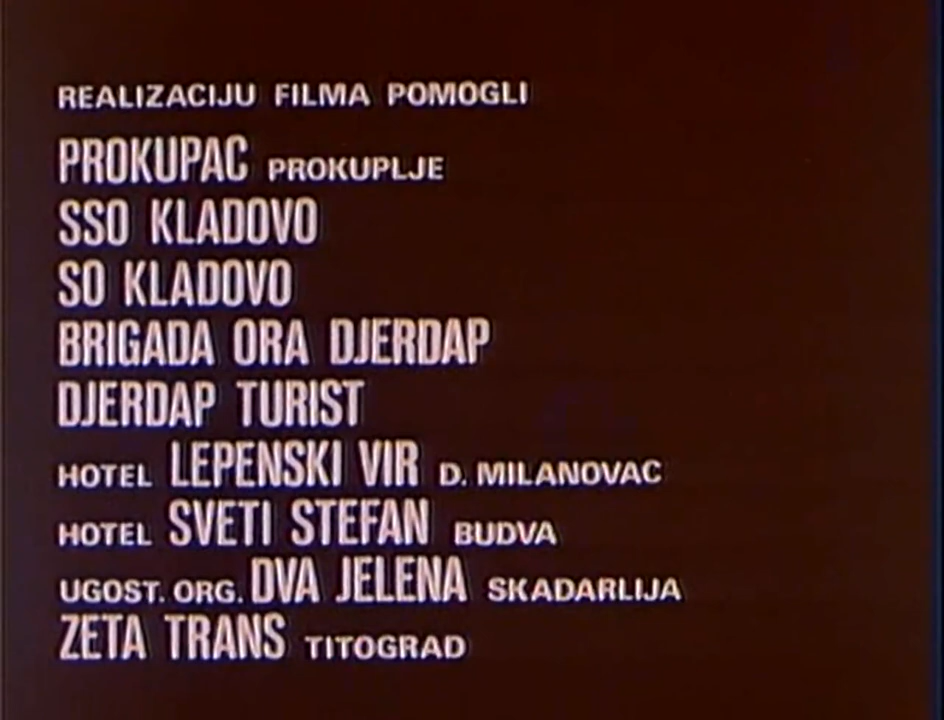 REALIZACIJU FILMA POMOGLI
PROKUPAC PROKUPLJE
SSO KLADOVO
SO KLADOVO
BRIGADA ORA DJERDAP
DJERDAP TURIST
HOTEL LEPENSKI VIR D. MILANOVAC
HOTEL SVETI STEFAN BUDVA
UGOST. ORG. DVA JELENA SKADARLIJA
ZETA TRANS TITOGRAD